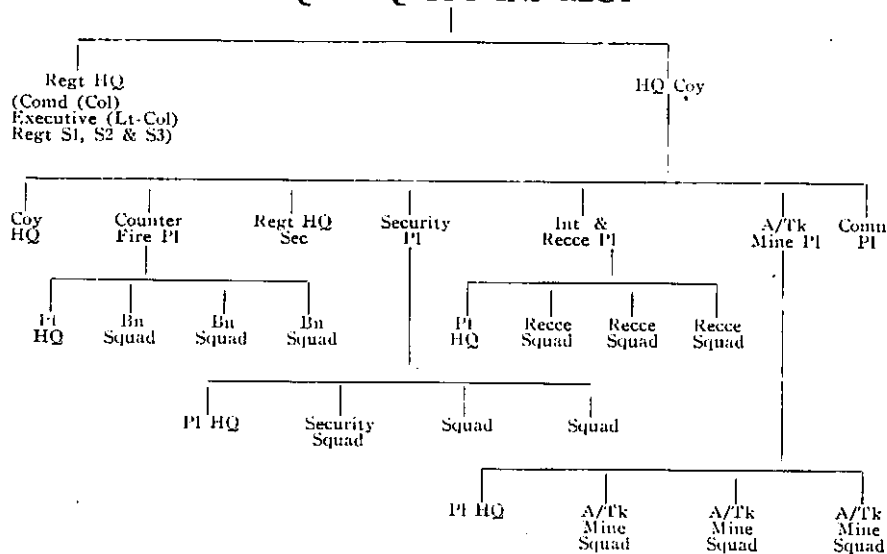 Regt HQ
(Comd (Col)
Executive (Lt-Col)
Regt S1, S2 & S3)
HQ Coy
Coy
HQ
Counter
Fire Pl
Regt HQ
Sec
Security
Pl
Int &
Recce Pl
A/Tk
Mine Pl
Comn
Pl
Pl
HQ
Bn
Squad
Bn
Squad
Bn
Squad
Pl
HQ
Recce
Squad
Recce
Squad
Recce
Squad
Pl HQ
Security
Squad
Squad
Squad
Pl HQ
A/Tk
Mine
Squad
A/Tk
Mine
Squad
A/Tk
Mine
Squad